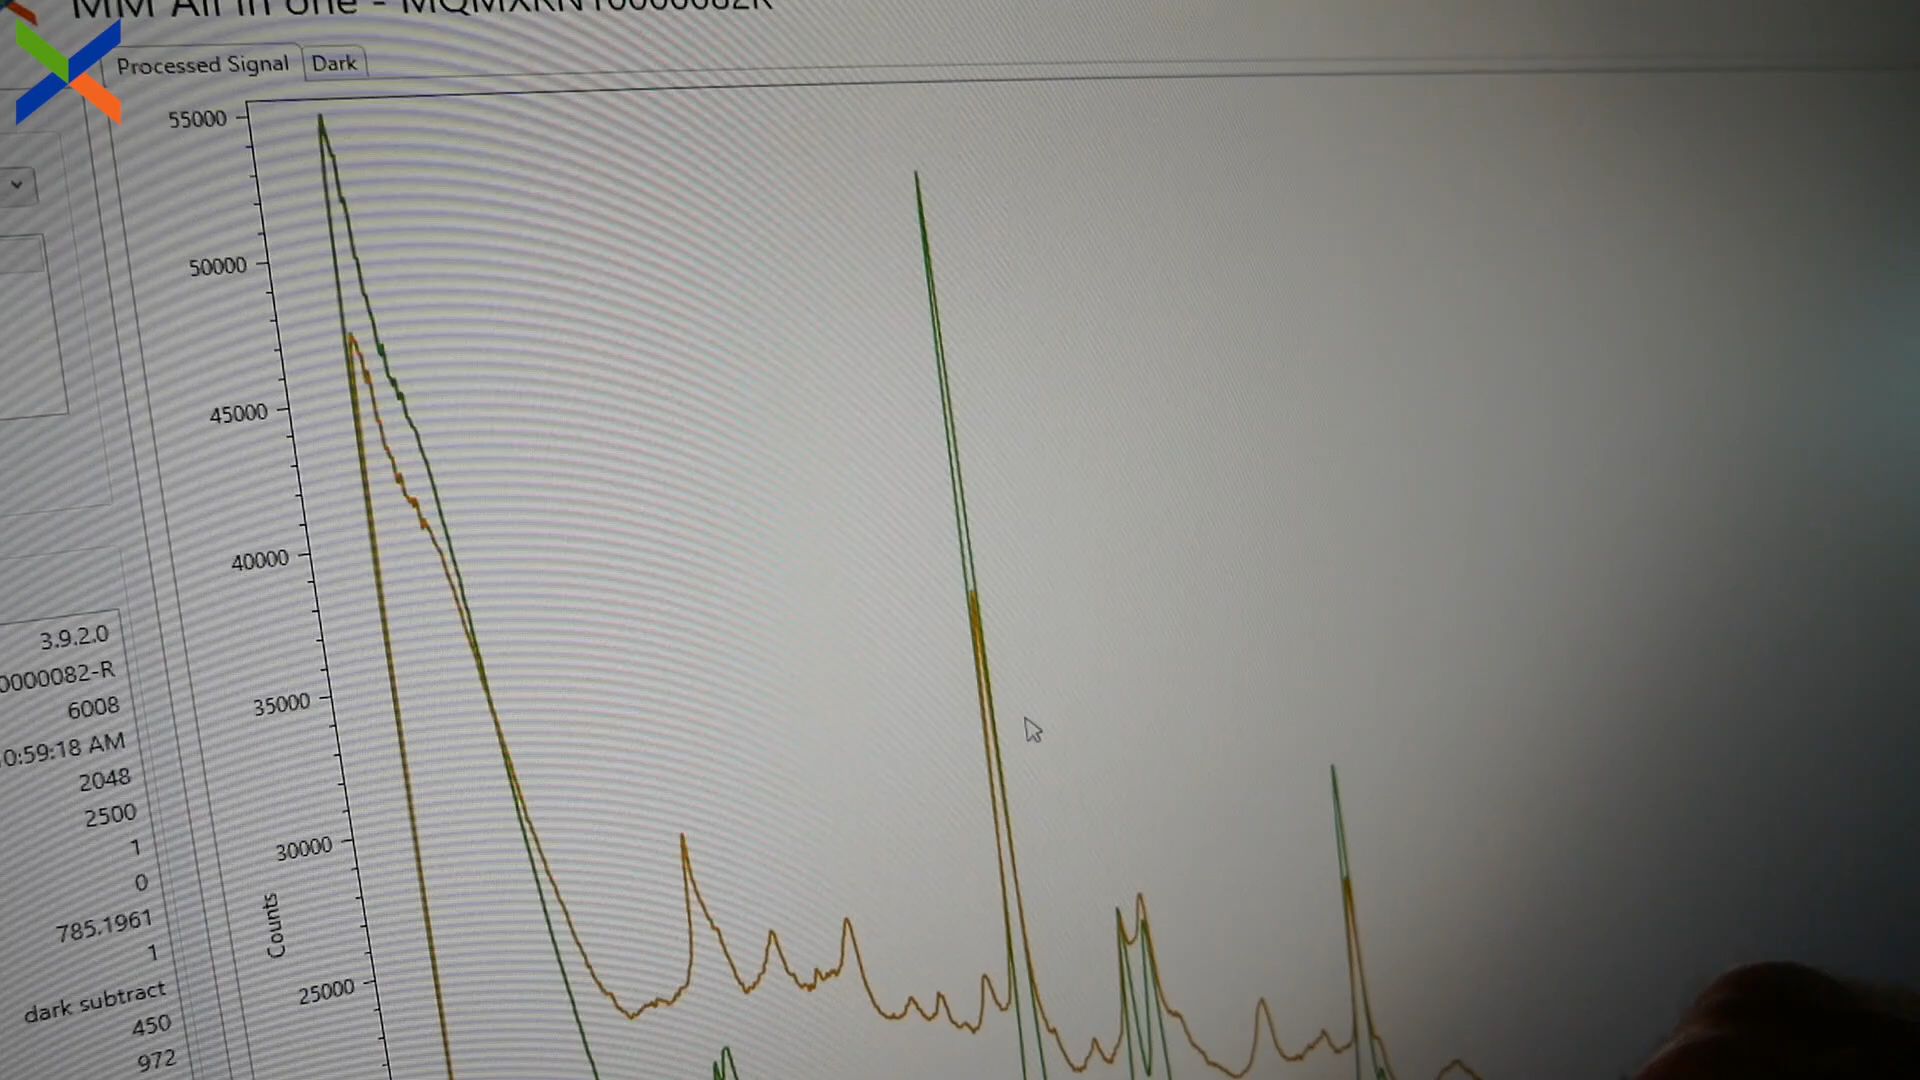 Processed Signal
Dark
55000
50000
45000
40000
35000
30000
25000
Counts
3.9.2.0
0000082-R
6008
0:59:18 AM
2048
2500
1
0
785.1961
1
dark subtract
450
972